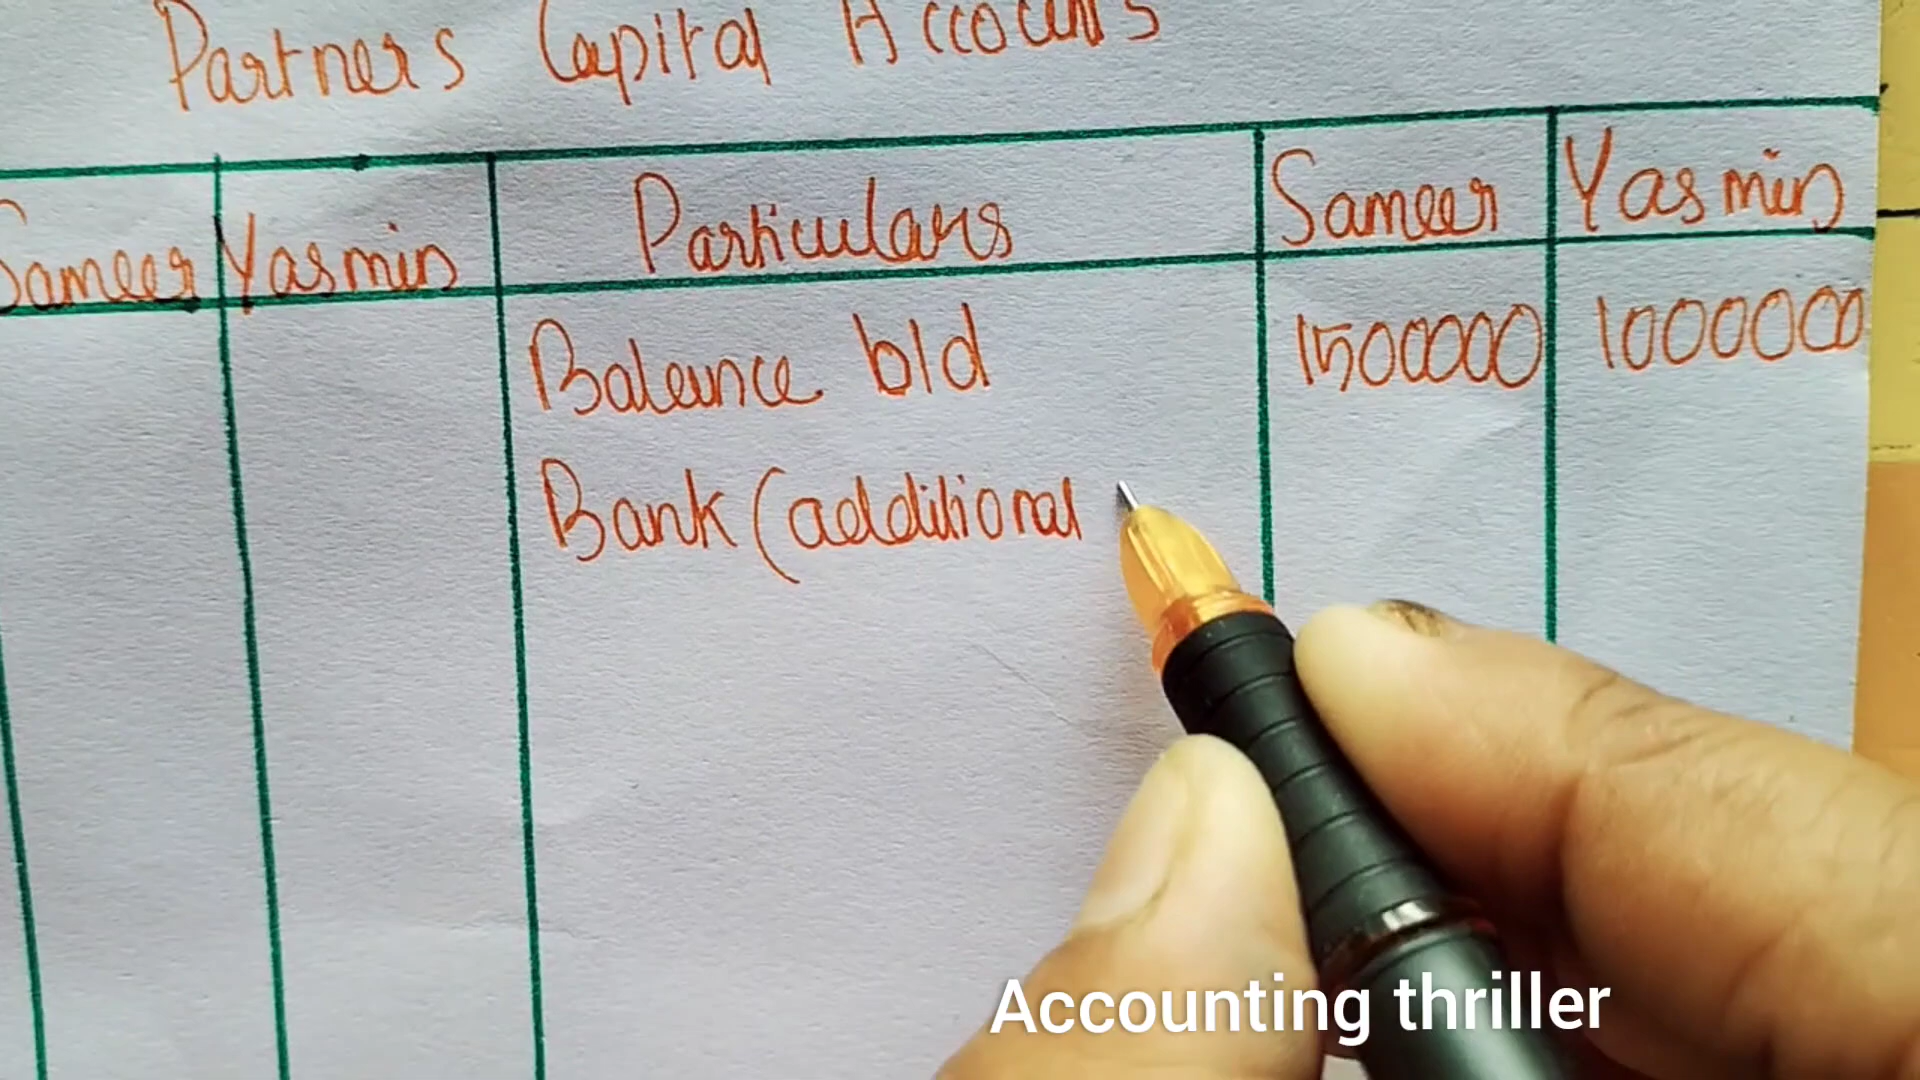 Partners Capital Accounts
Sameer Yasmin Particulars Sameer Yasmin
Balance b/d 1500000 1000000
Bank (additional
Accounting thriller